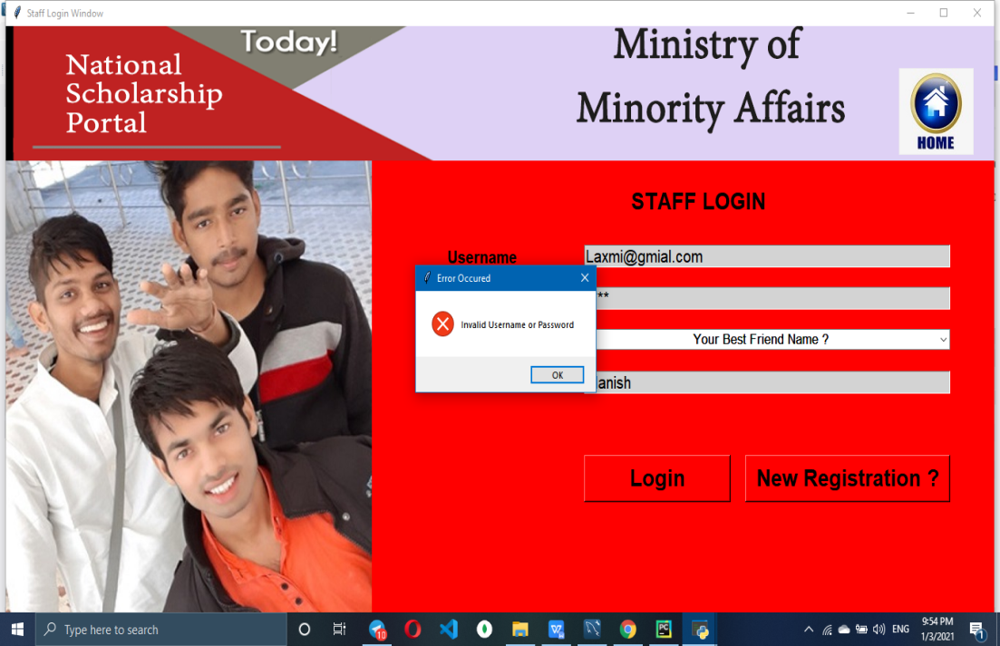 Staff Login Window
Today!
National
Scholarship
Portal
Ministry of
Minority Affairs
HOME
STAFF LOGIN
Username
Laxmi@gmial.com
Error Occured
**
Invalid Username or Password
Your Best Friend Name ?
OK
anish
Login
New Registration ?
Type here to search
10
PC
ENG
9:54 PM
1/3/2021
1